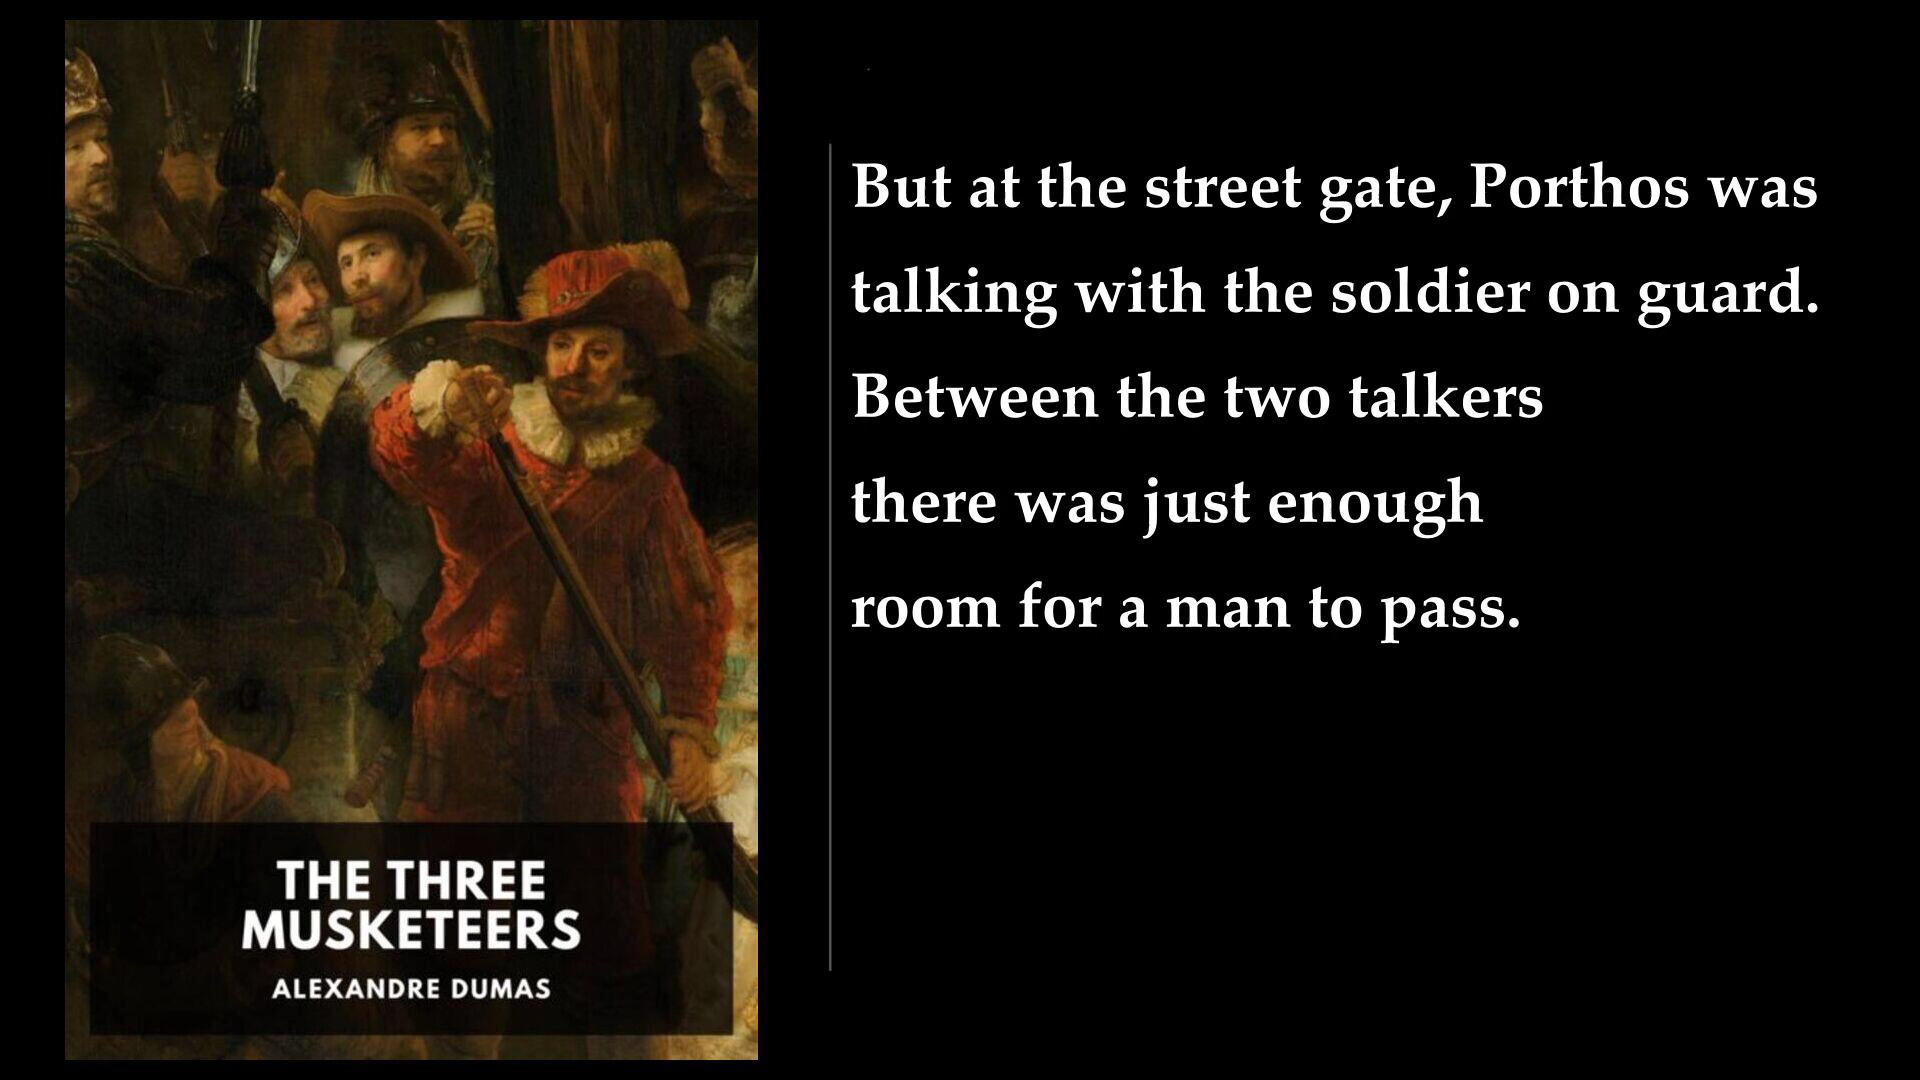 But at the street gate, Porthos was
talking with the soldier on guard.
Between the two talkers
there was just enough
room for a man to pass.
THE THREE
MUSKETEERS
ALEXANDRE DUMAS